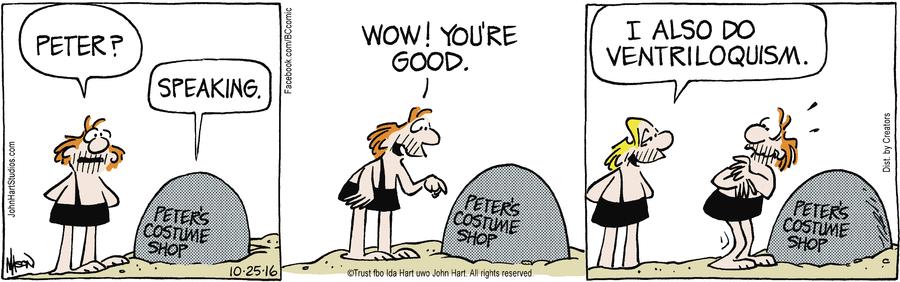 PETER?
SPEAKING.
PETER'S
COSTUME
SHOP
JohnHartStudios.com
MASON
10·25·16
Facebook.com/BCcomic
WOW! YOU'RE
GOOD.
PETER'S
COSTUME
SHOP
©Trust fbo Ida Hart uwo John Hart. All rights reserved
I ALSO DO
VENTRILOQUISM.
PETER'S
COSTUME
SHOP
Dist. by Creators